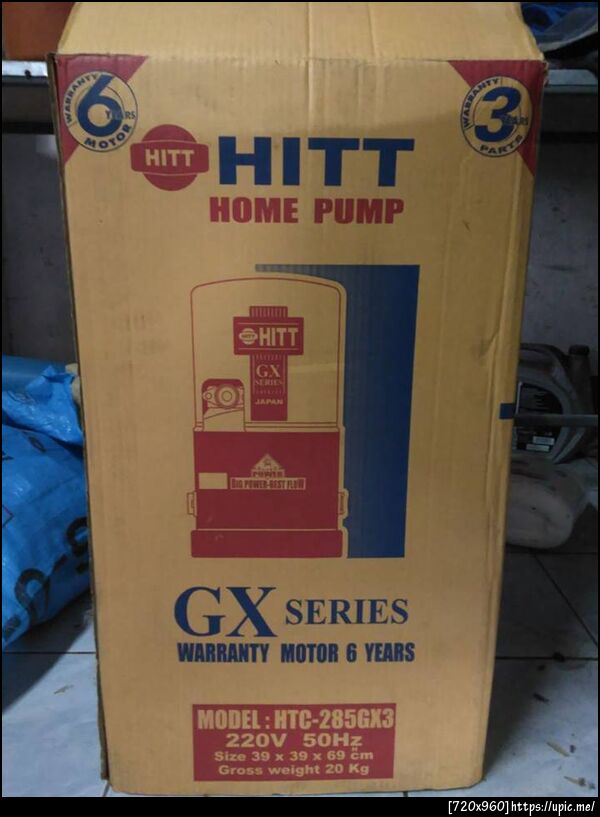 WARRANTY
6
YEARS
MOTOR
WARRANTY
3
YEARS
PARTS
HITT
HITT
HOME PUMP
HITT
HITT
GX
SERIES
JAPAN
POWER
BIG POWER-BEST FLOW
GX SERIES
WARRANTY MOTOR 6 YEARS
MODEL : HTC-285GX3
220V 50Hz
Size 39 x 39 x 69 cm
Gross weight 20 Kg
[720x960]https://upic.me/